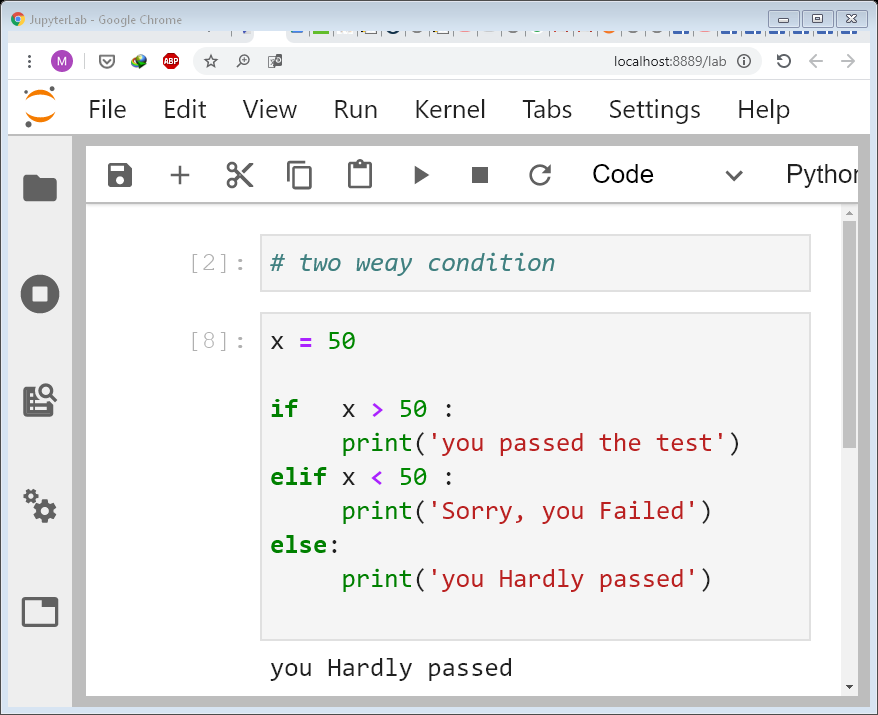 JupyterLab - Google Chrome
M
ABP
localhost:8889/lab
File Edit View Run Kernel Tabs Settings Help
Code
Python
[2]: # two weay condition
[8]: x = 50
if   x > 50 :
     print('you passed the test')
elif x < 50 :
     print('Sorry, you Failed')
else:
     print('you Hardly passed')
you Hardly passed